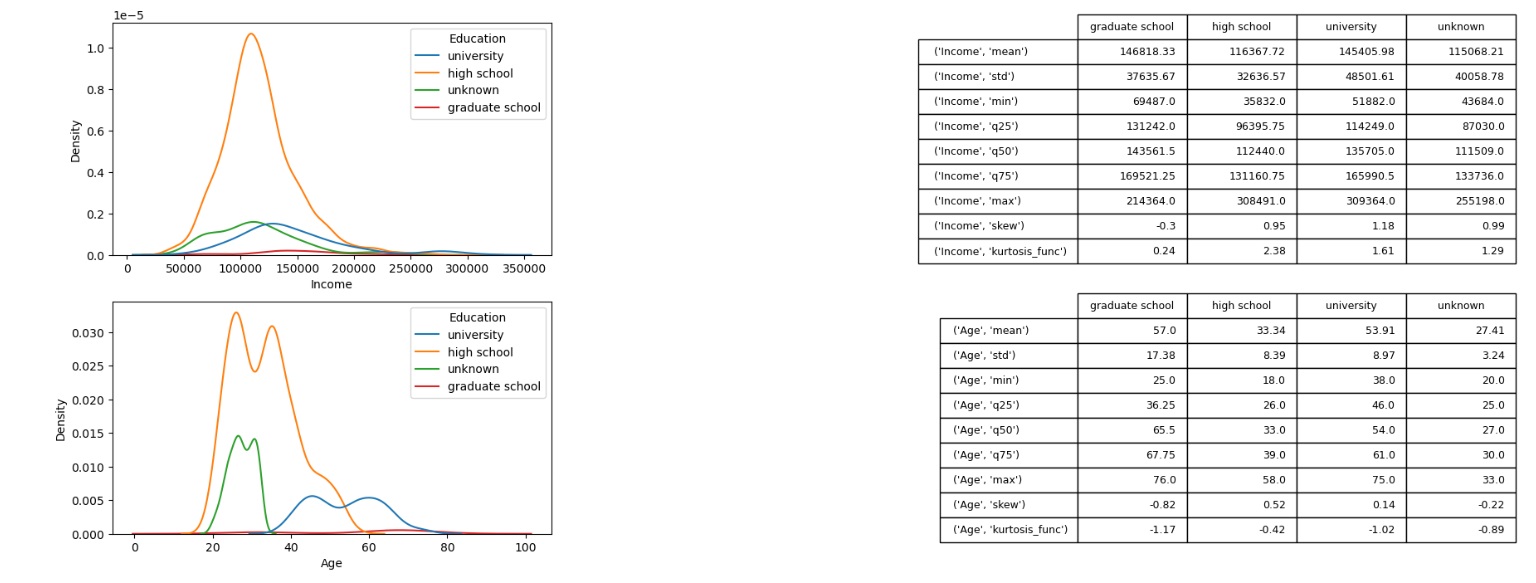 1e−5
Density
1.0
0.8
0.6
0.4
0.2
0.0
0 50000 100000 150000 200000 250000 300000 350000
Income
Education
university
high school
unknown
graduate school
graduate school high school university unknown
('Income', 'mean') 146818.33 116367.72 145405.98 115068.21
('Income', 'std') 37635.67 32636.57 48501.61 40058.78
('Income', 'min') 69487.0 35832.0 51882.0 43684.0
('Income', 'q25') 131242.0 96395.75 114249.0 87030.0
('Income', 'q50') 143561.5 112440.0 135705.0 111509.0
('Income', 'q75') 169521.25 131160.75 165990.5 133736.0
('Income', 'max') 214364.0 308491.0 309364.0 255198.0
('Income', 'skew') -0.3 0.95 1.18 0.99
('Income', 'kurtosis_func') 0.24 2.38 1.61 1.29
Density
0.030
0.025
0.020
0.015
0.010
0.005
0.000
0 20 40 60 80 100
Age
Education
university
high school
unknown
graduate school
graduate school high school university unknown
('Age', 'mean') 57.0 33.34 53.91 27.41
('Age', 'std') 17.38 8.39 8.97 3.24
('Age', 'min') 25.0 18.0 38.0 20.0
('Age', 'q25') 36.25 26.0 46.0 25.0
('Age', 'q50') 65.5 33.0 54.0 27.0
('Age', 'q75') 67.75 39.0 61.0 30.0
('Age', 'max') 76.0 58.0 75.0 33.0
('Age', 'skew') -0.82 0.52 0.14 -0.22
('Age', 'kurtosis_func') -1.17 -0.42 -1.02 -0.89